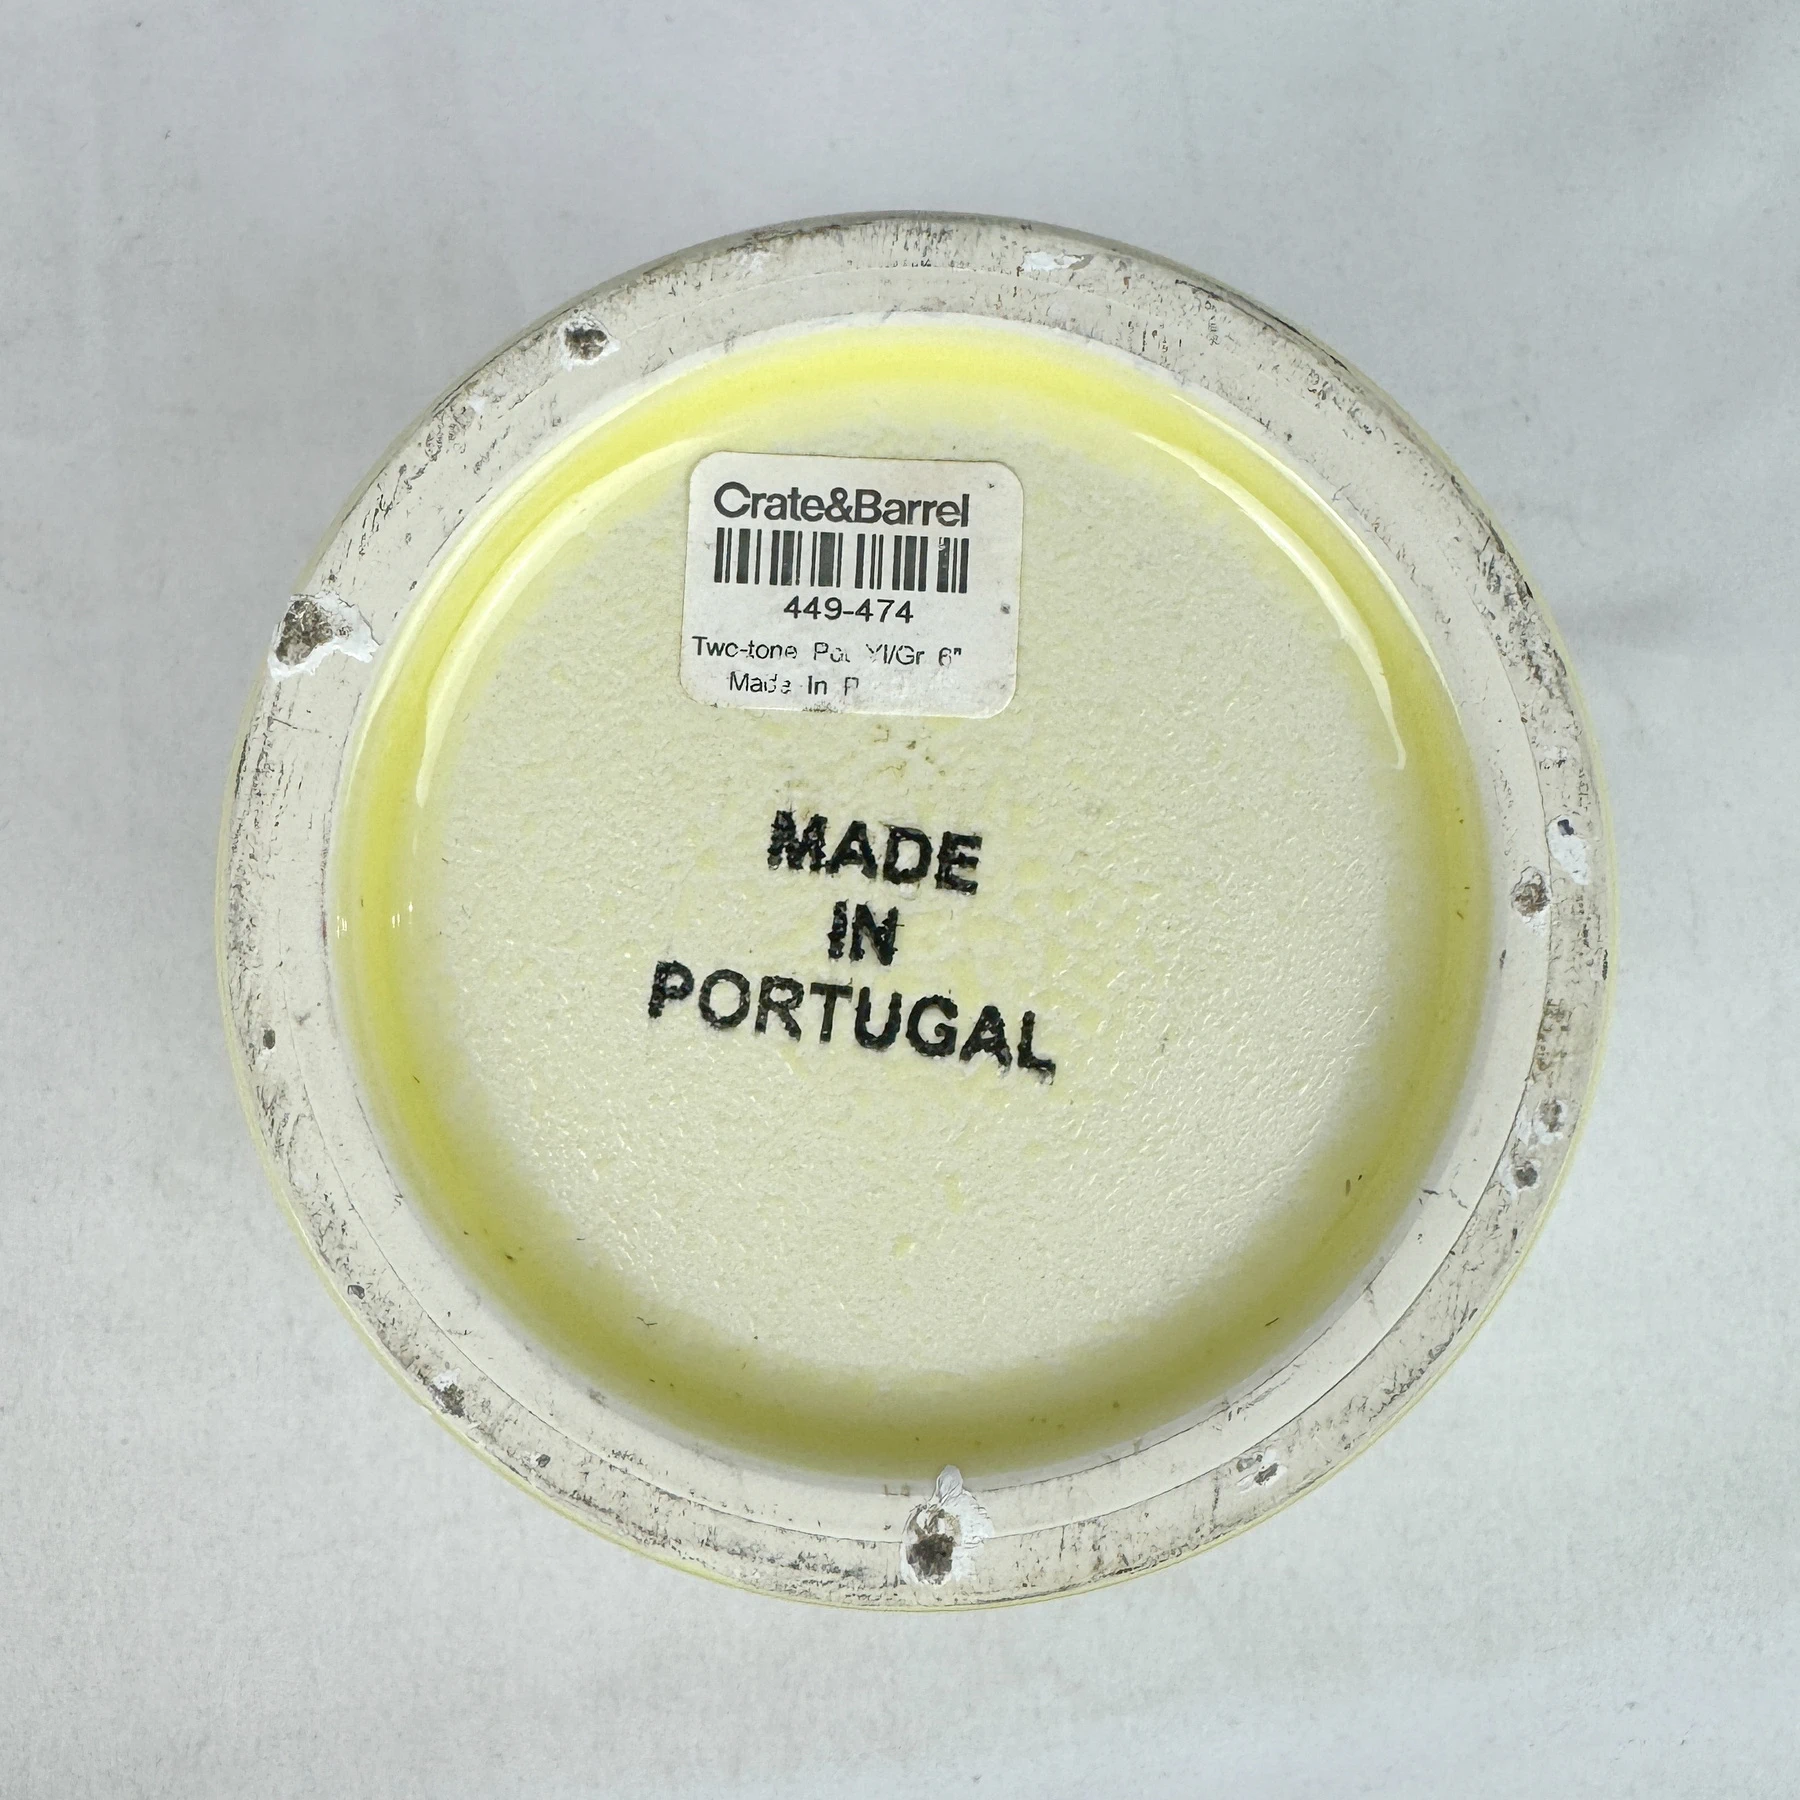 Crate&Barrel
449-474
Two-tone Pot Yl/Gr 6"
Made In P
MADE
IN
PORTUGAL